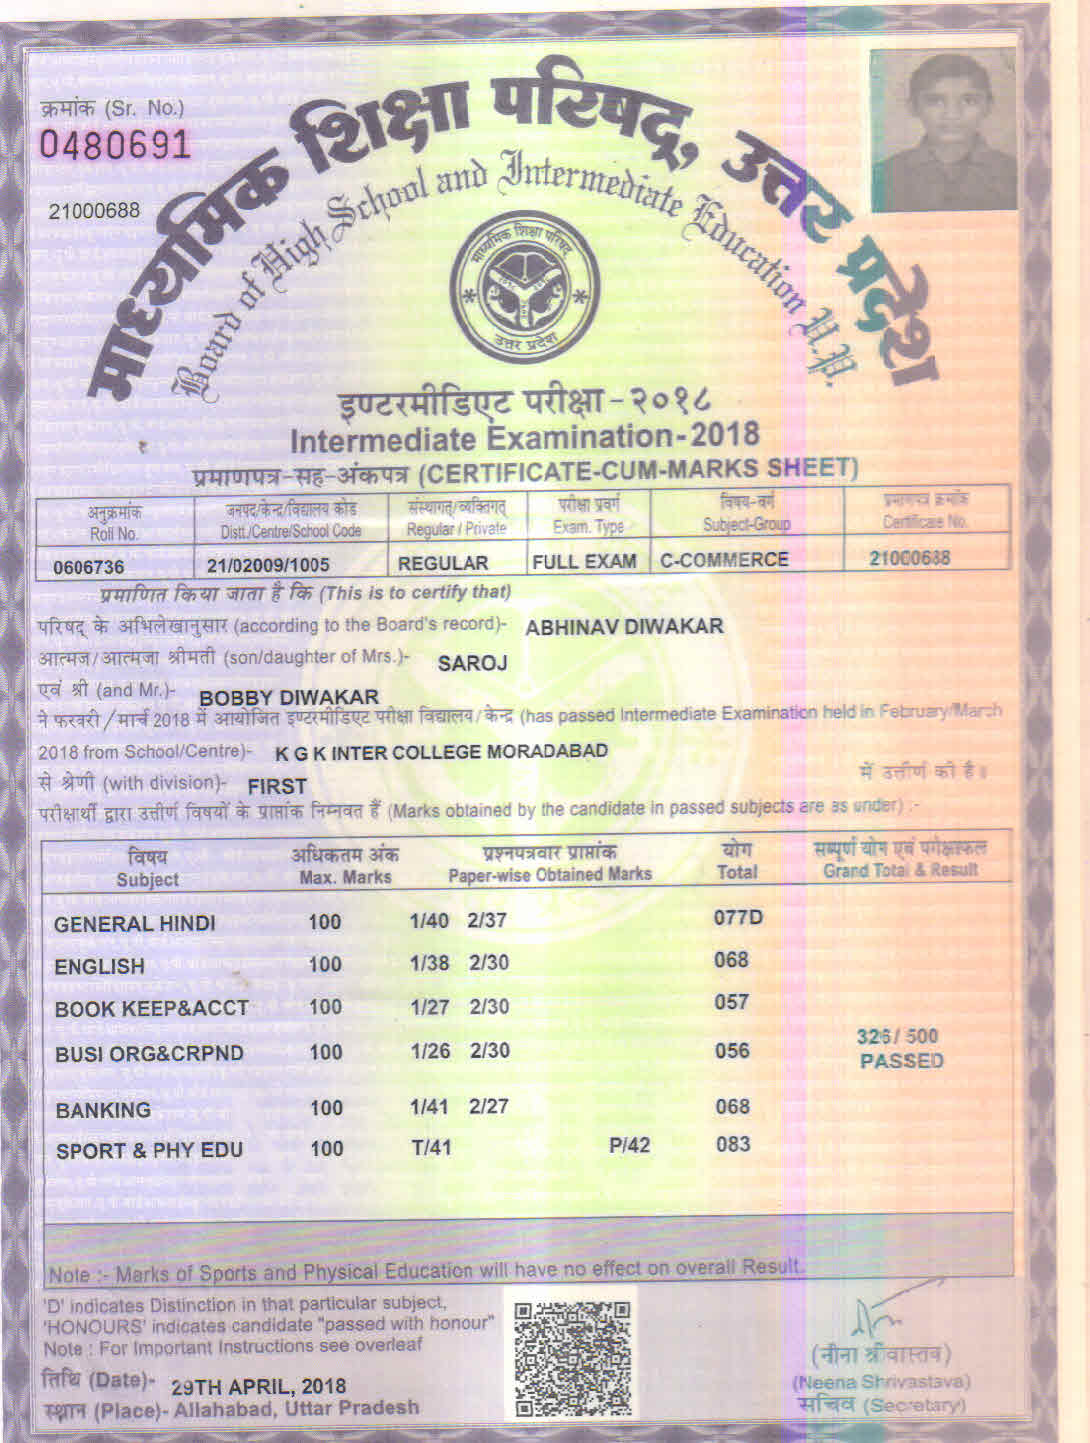 क्रमांक (Sr. No.)
0480691
21000688
माध्यमिक शिक्षा परिषद्, उत्तर प्रदेश
Board of High School and Intermediate Education U.P.
माध्यमिक शिक्षा परिषद
उत्तर प्रदेश
इण्टरमीडिएट परीक्षा-२०१८
Intermediate Examination-2018
प्रमाणपत्र-सह-अंकपत्र (CERTIFICATE-CUM-MARKS SHEET)
अनुक्रमांक जनपद/केन्द्र/विद्यालय कोड संस्थागत्/व्यक्तिगत् परीक्षा प्रवर्ग विषय-वर्ग प्रमाणपत्र क्रमांक
Roll No. Distt./Centre/School Code Regular / Private Exam. Type Subject-Group Certificate No.
0606736 21/02009/1005 REGULAR FULL EXAM C-COMMERCE 21000688
प्रमाणित किया जाता है कि (This is to certify that)
परिषद् के अभिलेखानुसार (according to the Board's record)- ABHINAV DIWAKAR
आत्मज/आत्मजा श्रीमती (son/daughter of Mrs.)- SAROJ
एवं श्री (and Mr.)- BOBBY DIWAKAR
ने फरवरी/मार्च 2018 में आयोजित इण्टरमीडिएट परीक्षा विद्यालय/केन्द्र (has passed Intermediate Examination held in February/March
2018 from School/Centre)- K G K INTER COLLEGE MORADABAD
से श्रेणी (with division)- FIRST में उत्तीर्ण की है।
परीक्षार्थी द्वारा उत्तीर्ण विषयों के प्राप्तांक निम्नवत हैं (Marks obtained by the candidate in passed subjects are as under) :-
विषय अधिकतम अंक प्रश्नपत्रवार प्राप्तांक योग सम्पूर्ण योग एवं परीक्षाफल
Subject Max. Marks Paper-wise Obtained Marks Total Grand Total & Result
GENERAL HINDI 100 1/40 2/37 077D
ENGLISH 100 1/38 2/30 068
BOOK KEEP&ACCT 100 1/27 2/30 057
BUSI ORG&CRPND 100 1/26 2/30 056
326/ 500
PASSED
BANKING 100 1/41 2/27 068
SPORT & PHY EDU 100 T/41 P/42 083
Note :- Marks of Sports and Physical Education will have no effect on overall Result.
'D' indicates Distinction in that particular subject,
'HONOURS' indicates candidate "passed with honour"
Note : For Important Instructions see overleaf
तिथि (Date)- 29TH APRIL, 2018
स्थान (Place)- Allahabad, Uttar Pradesh
(नीना श्रीवास्तव)
(Neena Shrivastava)
सचिव (Secretary)